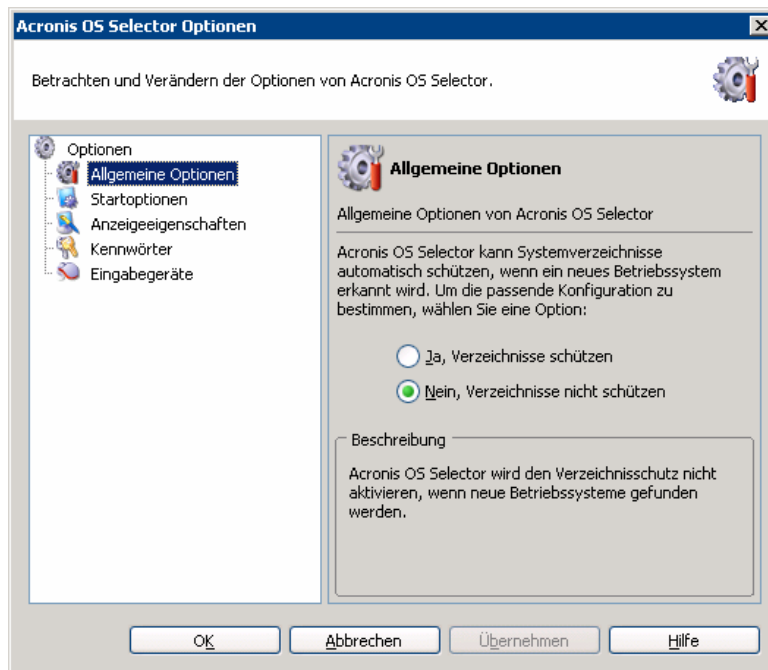 Acronis OS Selector Optionen
Betrachten und Verändern der Optionen von Acronis OS Selector.
Optionen
Allgemeine Optionen
Startoptionen
Anzeigeeigenschaften
Kennwörter
Eingabegeräte
Allgemeine Optionen
Allgemeine Optionen von Acronis OS Selector
Acronis OS Selector kann Systemverzeichnisse
automatisch schützen, wenn ein neues Betriebssystem
erkannt wird. Um die passende Konfiguration zu
bestimmen, wählen Sie eine Option:
Ja, Verzeichnisse schützen
Nein, Verzeichnisse nicht schützen
Beschreibung
Acronis OS Selector wird den Verzeichnisschutz nicht
aktivieren, wenn neue Betriebssysteme gefunden
werden.
OK
Abbrechen
Übernehmen
Hilfe